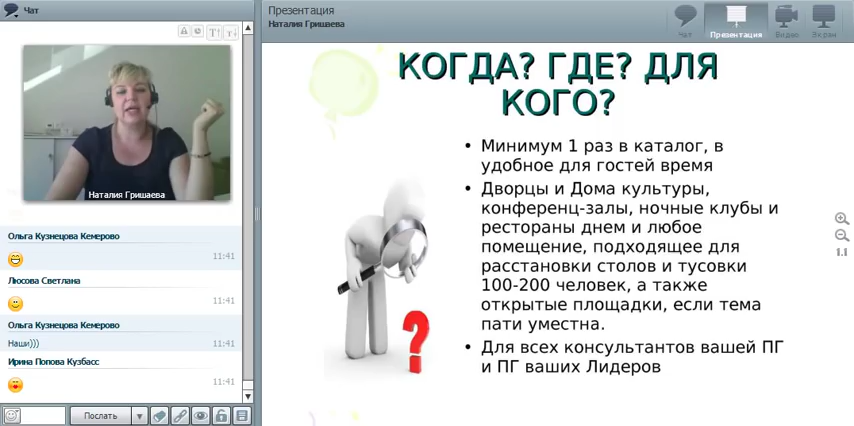 Чат
Наталия Гришаева
Ольга Кузнецова Кемерово
11:41
Люсова Светлана
11:41
Ольга Кузнецова Кемерово
Наши))) 11:41
Ирина Попова Кузбасс
11:41
Послать
Презентация
Наталия Гришаева
Чат Презентация Видео Экран
КОГДА? ГДЕ? ДЛЯ
КОГО?
• Минимум 1 раз в каталог, в
удобное для гостей время
• Дворцы и Дома культуры,
конференц-залы, ночные клубы и
рестораны днем и любое
помещение, подходящее для
расстановки столов и тусовки
100-200 человек, а также
открытые площадки, если тема
пати уместна.
• Для всех консультантов вашей ПГ
и ПГ ваших Лидеров
?
1:1